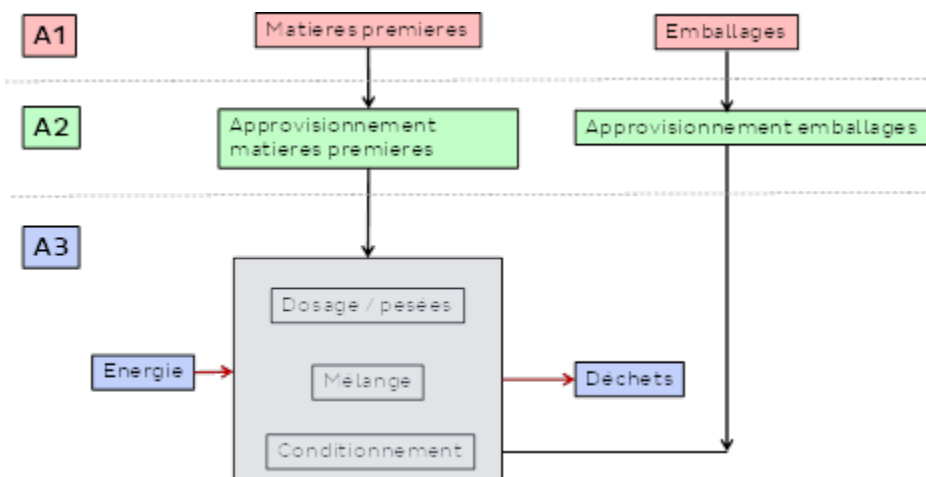 A1
Matieres premieres
Emballages
A2
Approvisionnement
matieres premieres
Approvisionnement emballages
A3
Dosage / pesées
Energie
Mélange
Déchets
Conditionnement